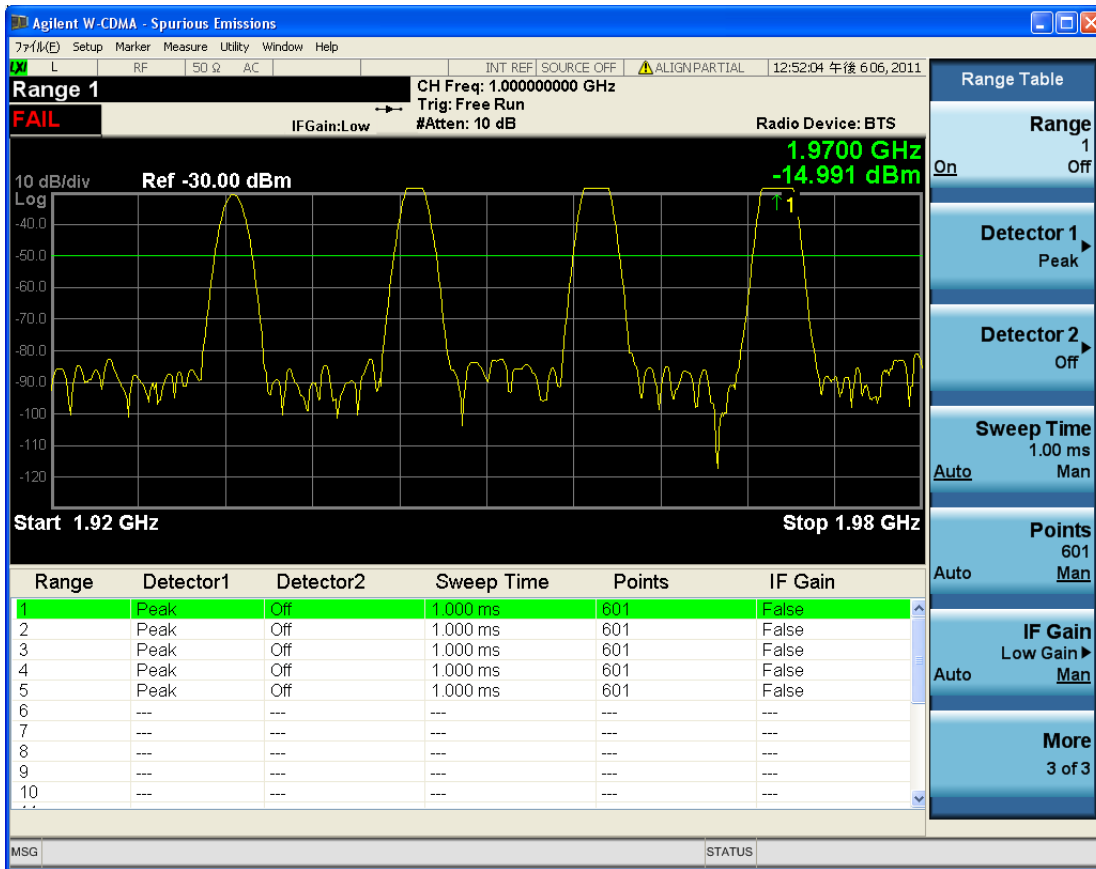 Agilent W-CDMA - Spurious Emissions
ファイル(F) Setup Marker Measure Utility Window Help
LXI L RF 50 Ω AC INT REF SOURCE OFF ALIGN PARTIAL 12:52:04 午後 6 06, 2011
Range 1
FAIL
IFGain:Low
CH Freq: 1.000000000 GHz
Trig: Free Run
#Atten: 10 dB
Radio Device: BTS
1.9700 GHz
-14.991 dBm
10 dB/div Ref -30.00 dBm
Log
1
-40.0
-50.0
-60.0
-70.0
-80.0
-90.0
-100
-110
-120
Start 1.92 GHz Stop 1.98 GHz
Range Detector1 Detector2 Sweep Time Points IF Gain
1 Peak Off 1.000 ms 601 False
2 Peak Off 1.000 ms 601 False
3 Peak Off 1.000 ms 601 False
4 Peak Off 1.000 ms 601 False
5 Peak Off 1.000 ms 601 False
6 --- --- --- --- ---
7 --- --- --- --- ---
8 --- --- --- --- ---
9 --- --- --- --- ---
10 --- --- --- --- ---
MSG STATUS
Range Table
Range
1
On Off
Detector 1
Peak
Detector 2
Off
Sweep Time
1.00 ms
Auto Man
Points
601
Auto Man
IF Gain
Low Gain
Auto Man
More
3 of 3